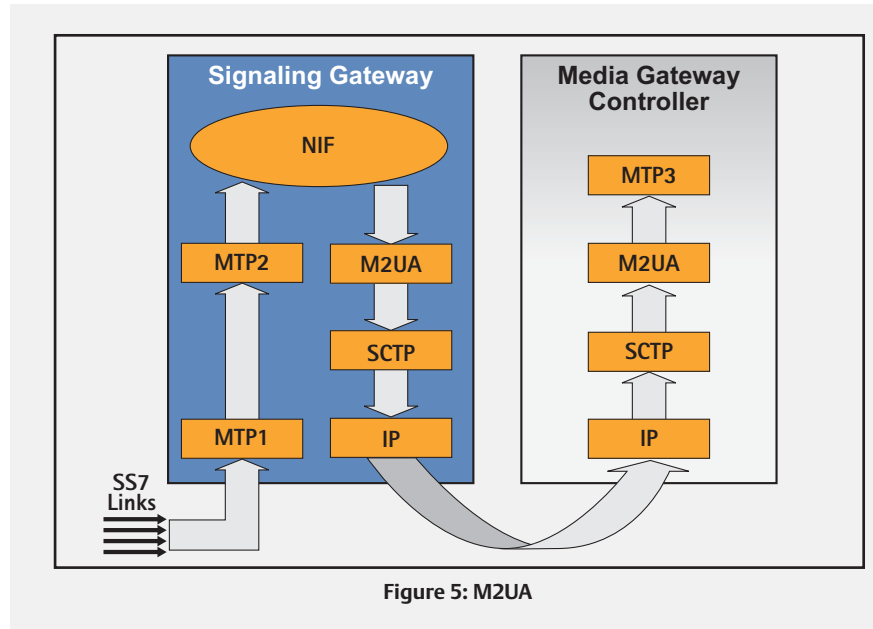 Signaling Gateway
NIF
MTP2
M2UA
SCTP
MTP1
IP
SS7
Links
Media Gateway
Controller
MTP3
M2UA
SCTP
IP
Figure 5: M2UA